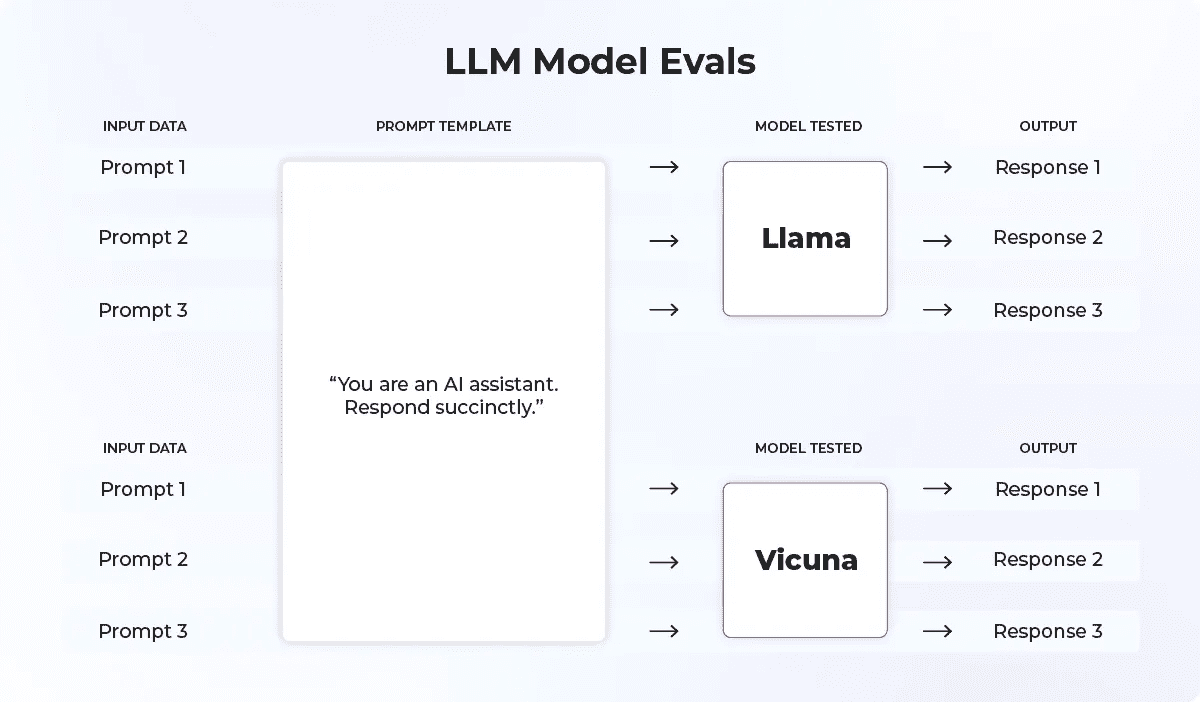 LLM Model Evals
INPUT DATA
PROMPT TEMPLATE
MODEL TESTED
OUTPUT
Prompt 1
Response 1
Prompt 2
Llama
Response 2
Prompt 3
Response 3
“You are an AI assistant.
Respond succinctly.”
INPUT DATA
MODEL TESTED
OUTPUT
Prompt 1
Response 1
Prompt 2
Vicuna
Response 2
Prompt 3
Response 3